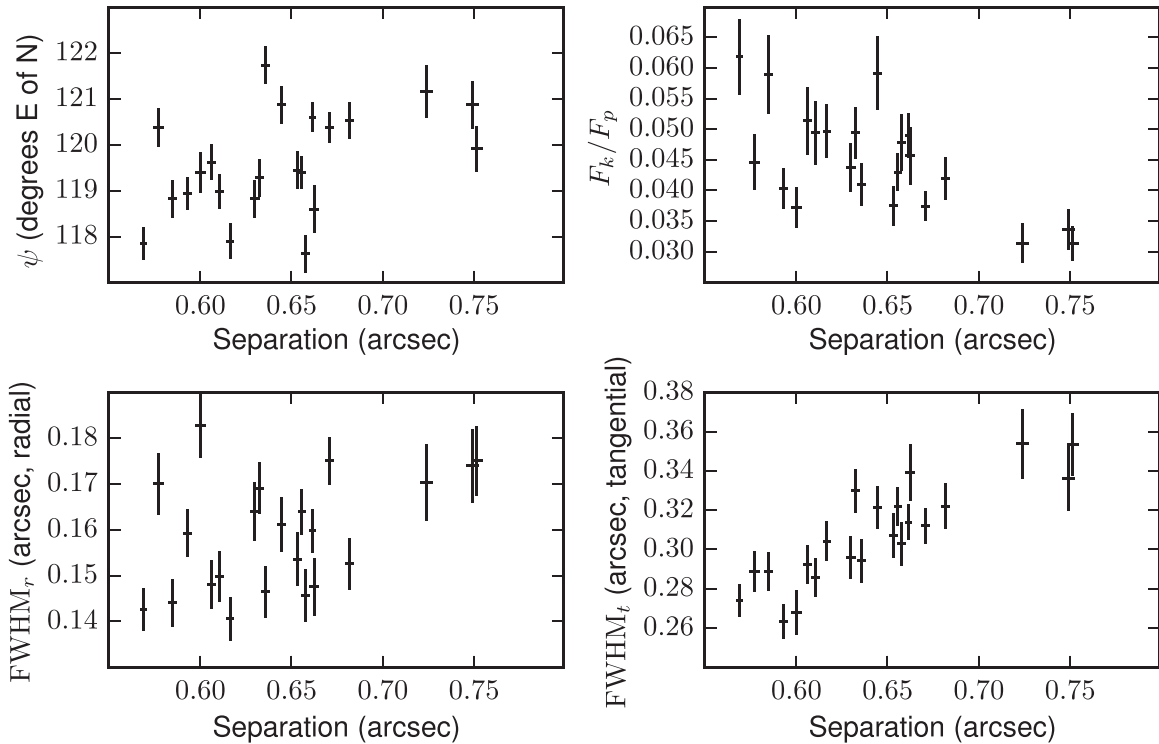 ψ (degrees E of N)
122
121
120
119
118
0.60 0.65 0.70 0.75
Separation (arcsec)
F_k/F_p
0.065
0.060
0.055
0.050
0.045
0.040
0.035
0.030
0.60 0.65 0.70 0.75
Separation (arcsec)
FWHM_r (arcsec, radial)
0.18
0.17
0.16
0.15
0.14
0.60 0.65 0.70 0.75
Separation (arcsec)
FWHM_t (arcsec, tangential)
0.38
0.36
0.34
0.32
0.30
0.28
0.26
0.60 0.65 0.70 0.75
Separation (arcsec)